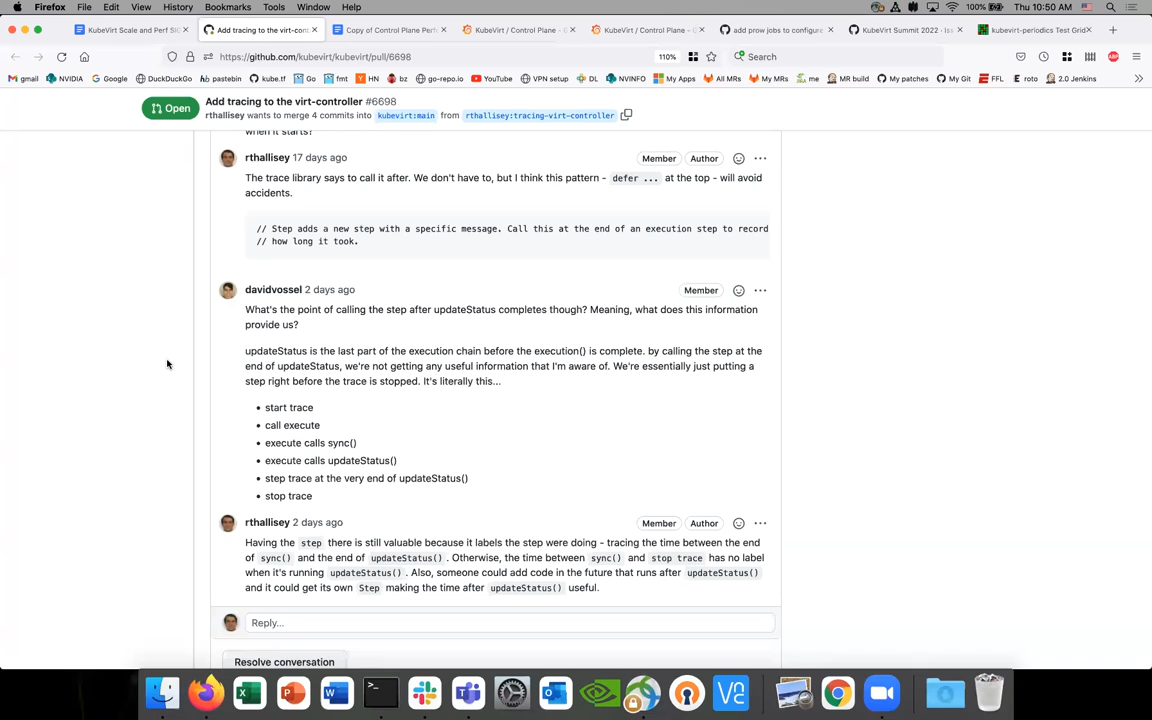 Firefox File Edit View History Bookmarks Tools Window Help 100% Thu 10:50 AM
KubeVirt Scale and Perf SIG Add tracing to the virt-cont Copy of Control Plane Perf KubeVirt / Control Plane - KubeVirt / Control Plane - add prow jobs to configure KubeVirt Summit 2022 · Iss kubevirt-periodics Test Grid
https://github.com/kubevirt/kubevirt/pull/6698 110% Search
gmail NVIDIA Google DuckDuckGo pastebin kube.tf Go fmt HN bz go-repo.io YouTube VPN setup DL NVINFO My Apps All MRs My MRs me MR build My patches My Git FFL roto 2.0 Jenkins
Open
Add tracing to the virt-controller #6698
rthallisey wants to merge 4 commits into kubevirt:main from rthallisey:tracing-virt-controller
when it starts?
rthallisey 17 days ago Member Author
The trace library says to call it after. We don't have to, but I think this pattern - defer ... at the top - will avoid
accidents.
// Step adds a new step with a specific message. Call this at the end of an execution step to record
// how long it took.
davidvossel 2 days ago Member
What's the point of calling the step after updateStatus completes though? Meaning, what does this information
provide us?
updateStatus is the last part of the execution chain before the execution() is complete. by calling the step at the
end of updateStatus, we're not getting any useful information that I'm aware of. We're essentially just putting a
step right before the trace is stopped. It's literally this...
• start trace
• call execute
• execute calls sync()
• execute calls updateStatus()
• step trace at the very end of updateStatus()
• stop trace
rthallisey 2 days ago Member Author
Having the step there is still valuable because it labels the step were doing - tracing the time between the end
of sync() and the end of updateStatus() . Otherwise, the time between sync() and stop trace has no label
when it's running updateStatus() . Also, someone could add code in the future that runs after updateStatus()
and it could get its own Step making the time after updateStatus() useful.
Reply...
Resolve conversation